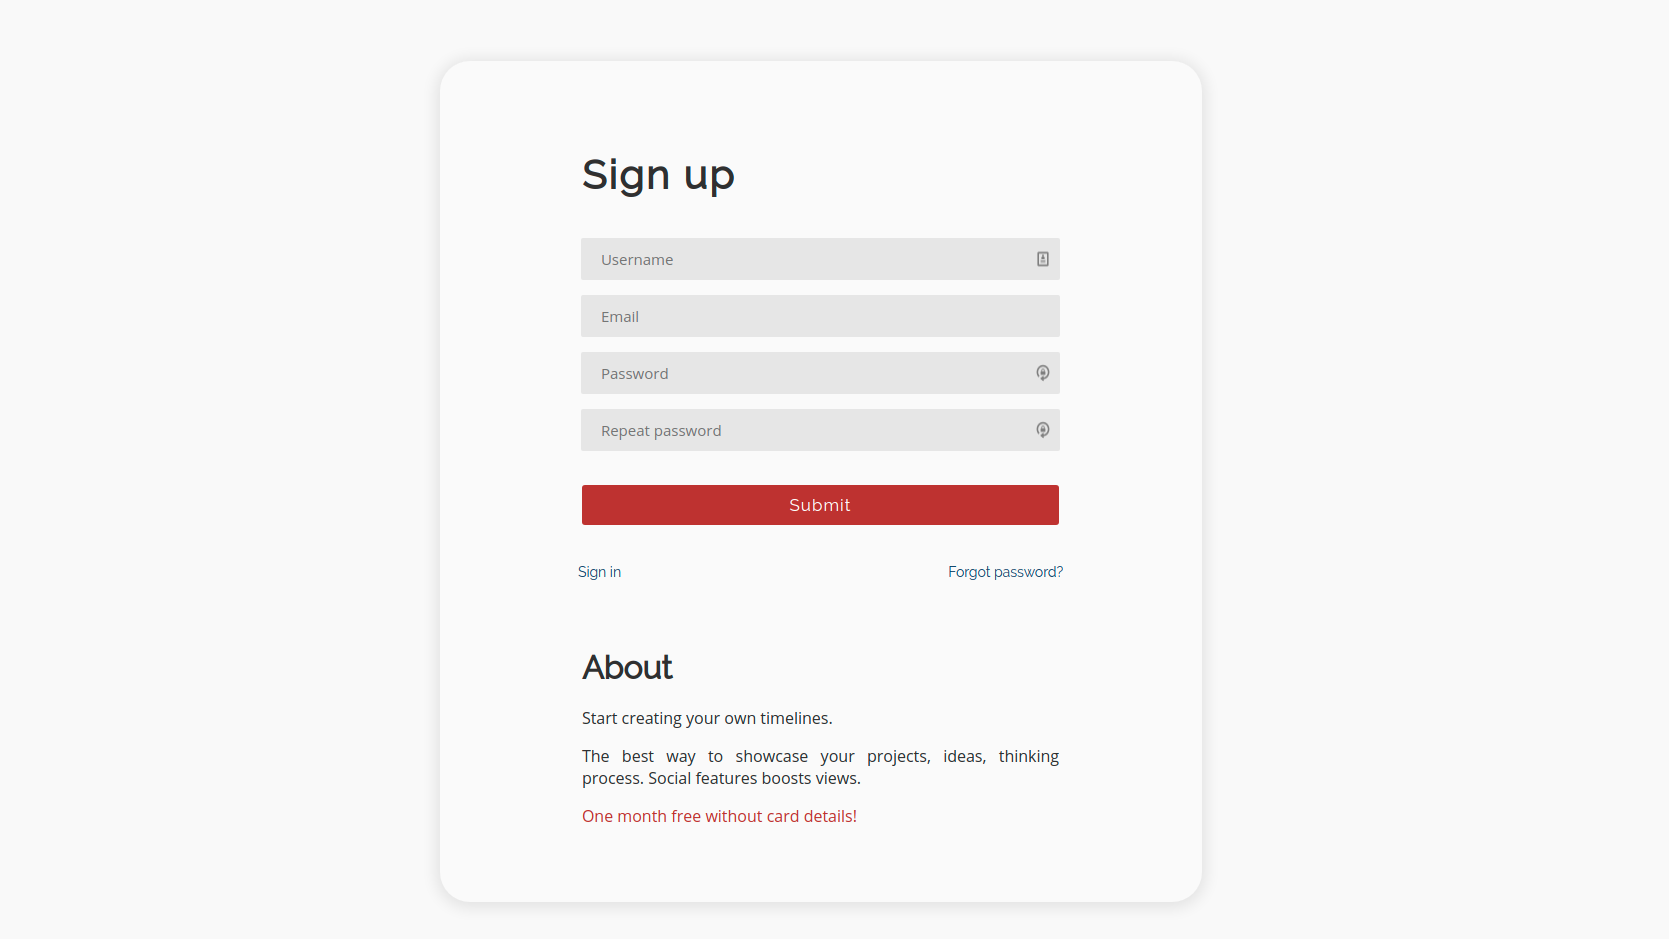 Sign up
Username
Email
Password
Repeat password
Submit
Sign in
Forgot password?
About
Start creating your own timelines.
The best way to showcase your projects, ideas, thinking
process. Social features boosts views.
One month free without card details!